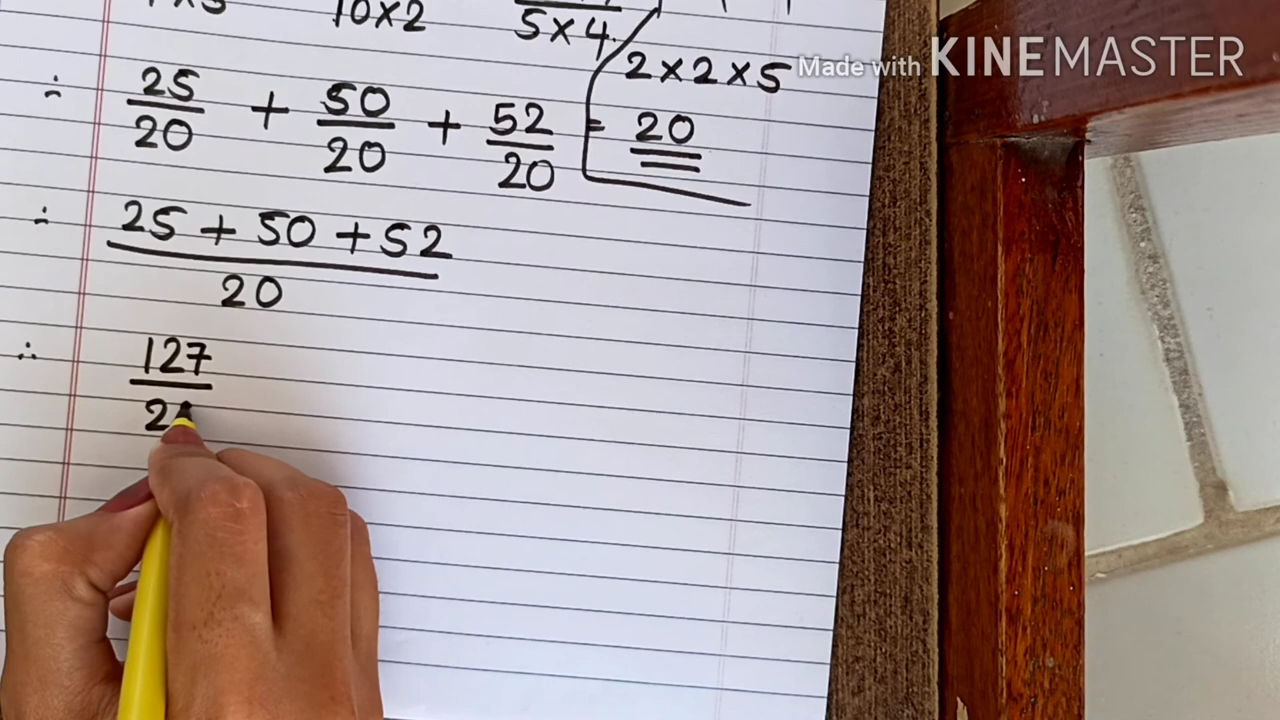 10×2
5×4
2×2×5
= 20
Made with KINEMASTER
÷ 25/20 + 50/20 + 52/20
÷ 25 + 50 + 52
20
∴ 127
2